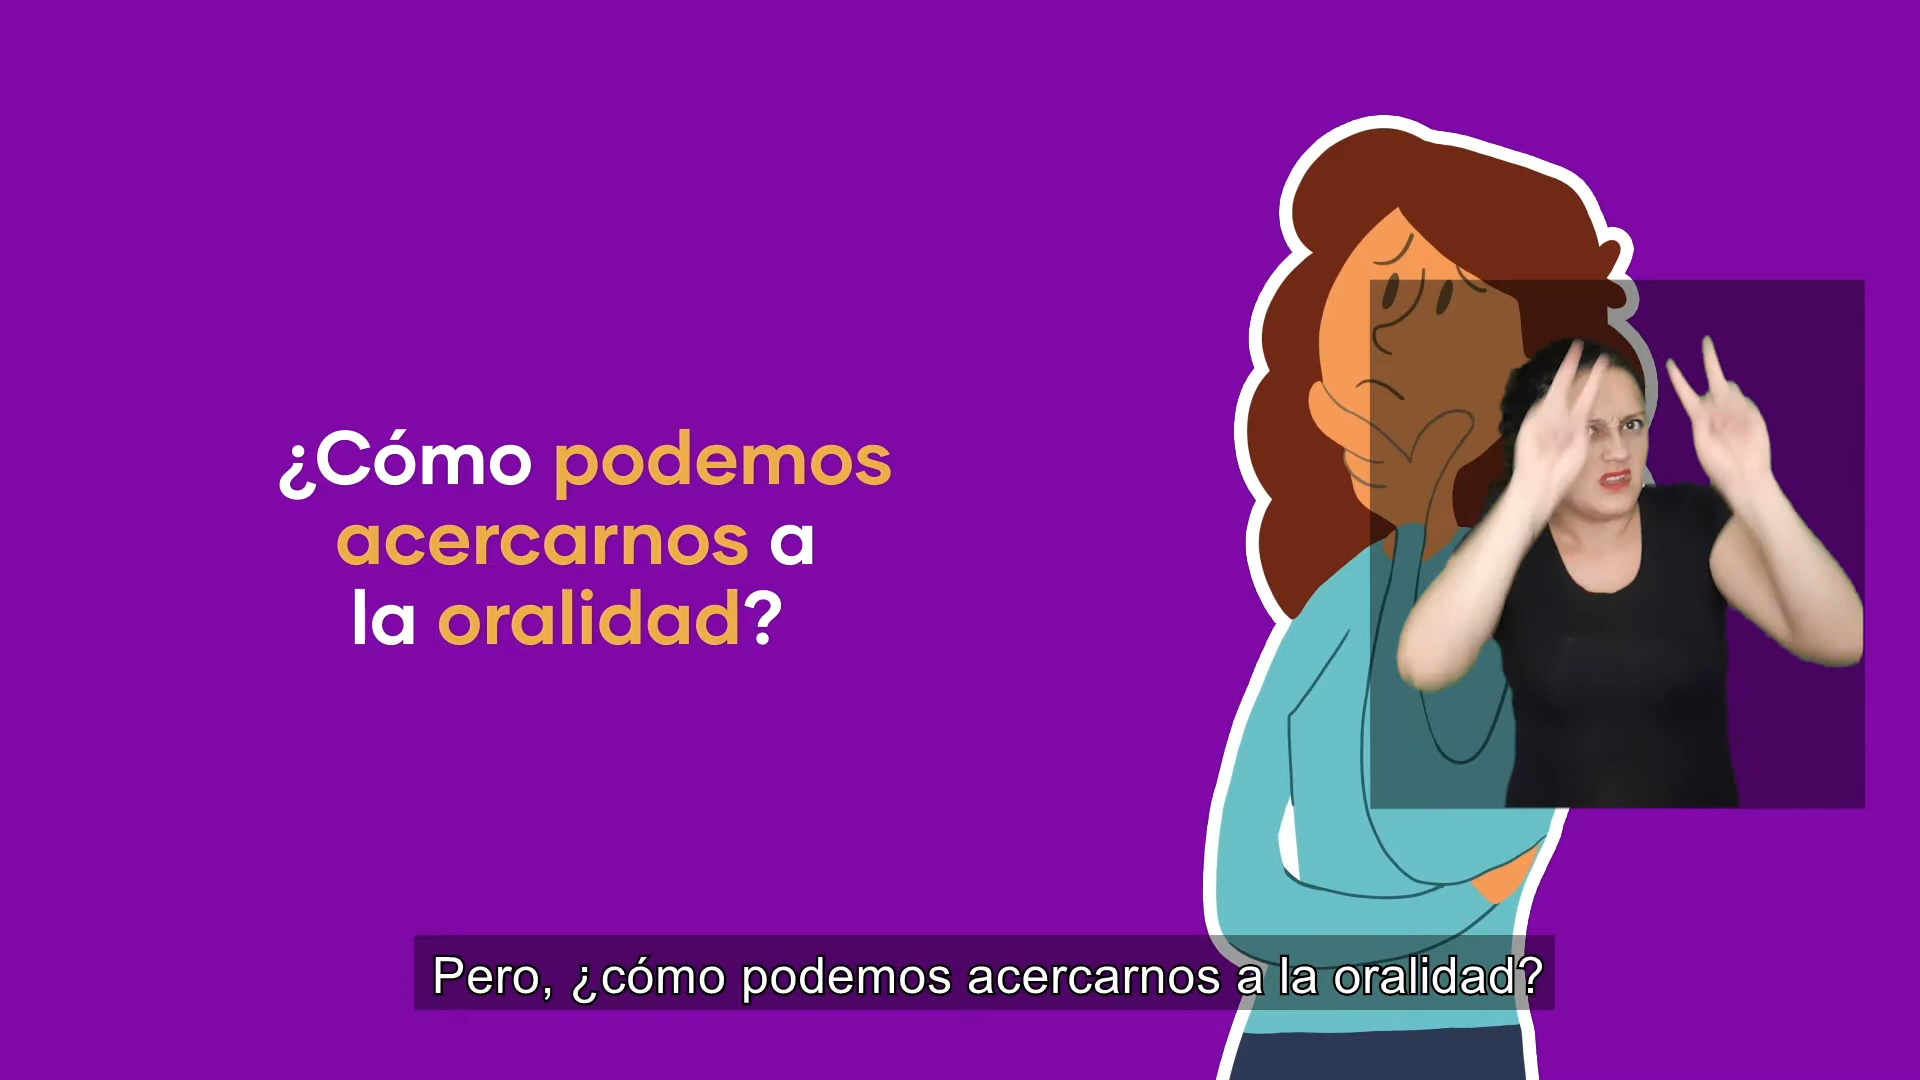 ¿Cómo podemos
acercarnos a
la oralidad?
Pero, ¿cómo podemos acercarnos a la oralidad?